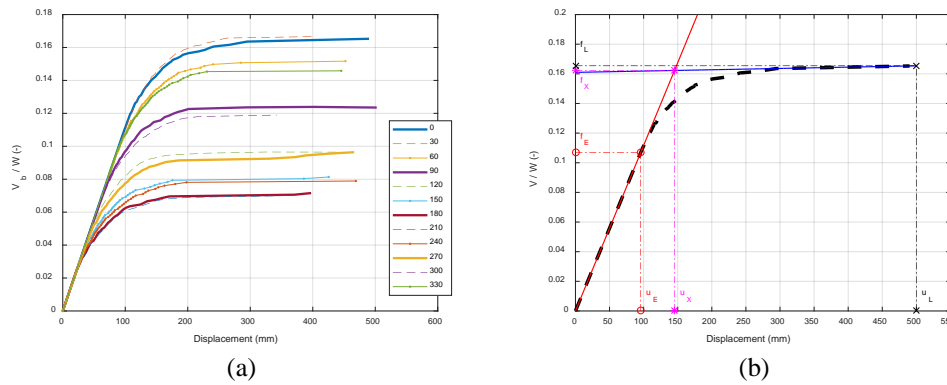 0.18
0.16
0.14
0.12
0.1
0.08
0.06
0.04
0.02
0
V b / W (-)
0 100 200 300 400 500 600
Displacement (mm)
0
30
60
90
120
150
180
210
240
270
300
330
(a)
0.2
0.18
0.16
0.14
0.12
0.1
0.08
0.06
0.04
0.02
0
V / W (-)
f L
f X
f E
u E
u X
u L
0 50 100 150 200 250 300 350 400 450 500 550
Displacement (mm)
(b)